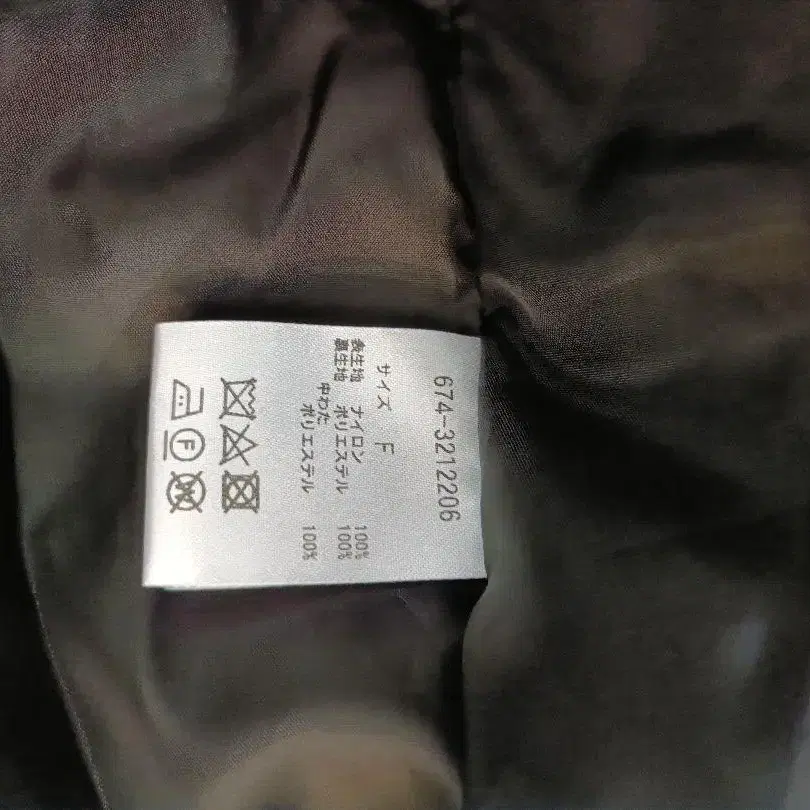 674-3212206
サイズ F
表生地 ナイロン 100%
裏生地 ポリエステル 100%
中わた
ポリエステル 100%
F
W